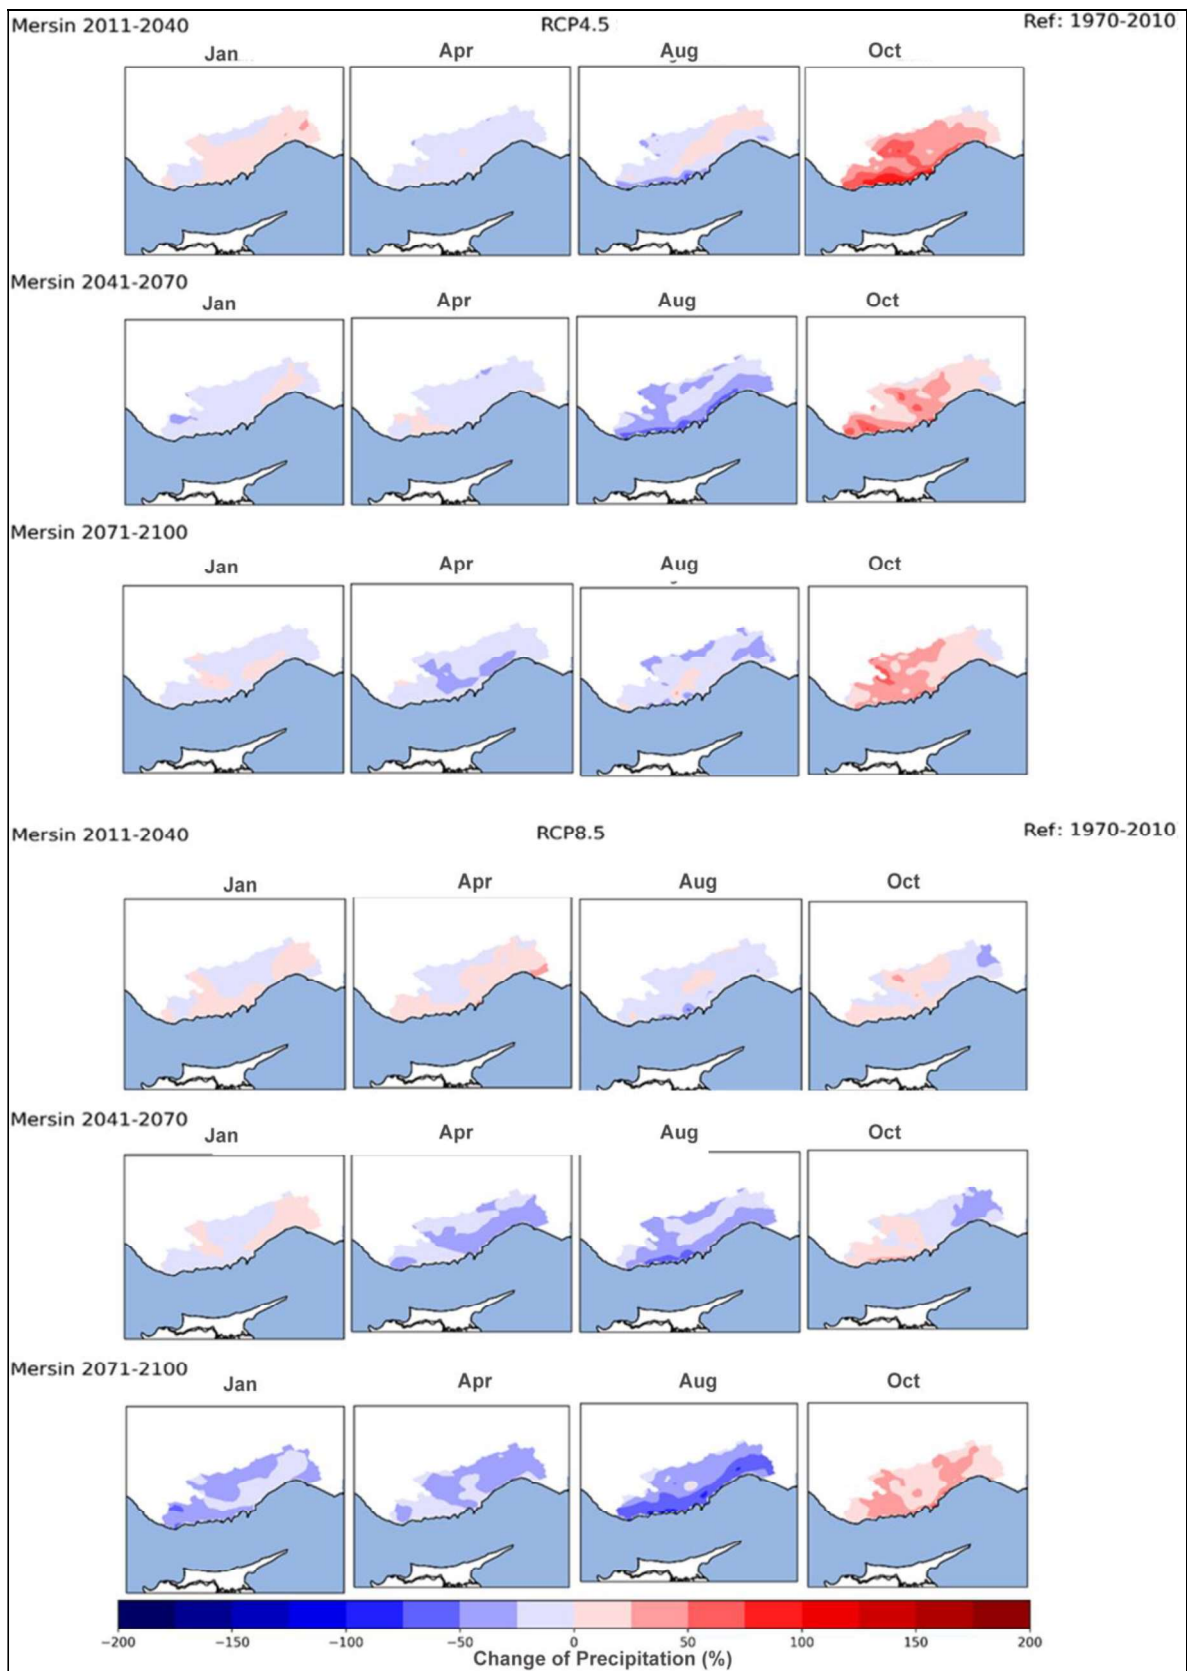 Mersin 2011-2040 RCP4.5 Ref: 1970-2010
Jan Apr Aug Oct
Mersin 2041-2070
Jan Apr Aug Oct
Mersin 2071-2100
Jan Apr Aug Oct
Mersin 2011-2040 RCP8.5 Ref: 1970-2010
Jan Apr Aug Oct
Mersin 2041-2070
Jan Apr Aug Oct
Mersin 2071-2100
Jan Apr Aug Oct
−200 −150 −100 −50 0 50 100 150 200
Change of Precipitation (%)